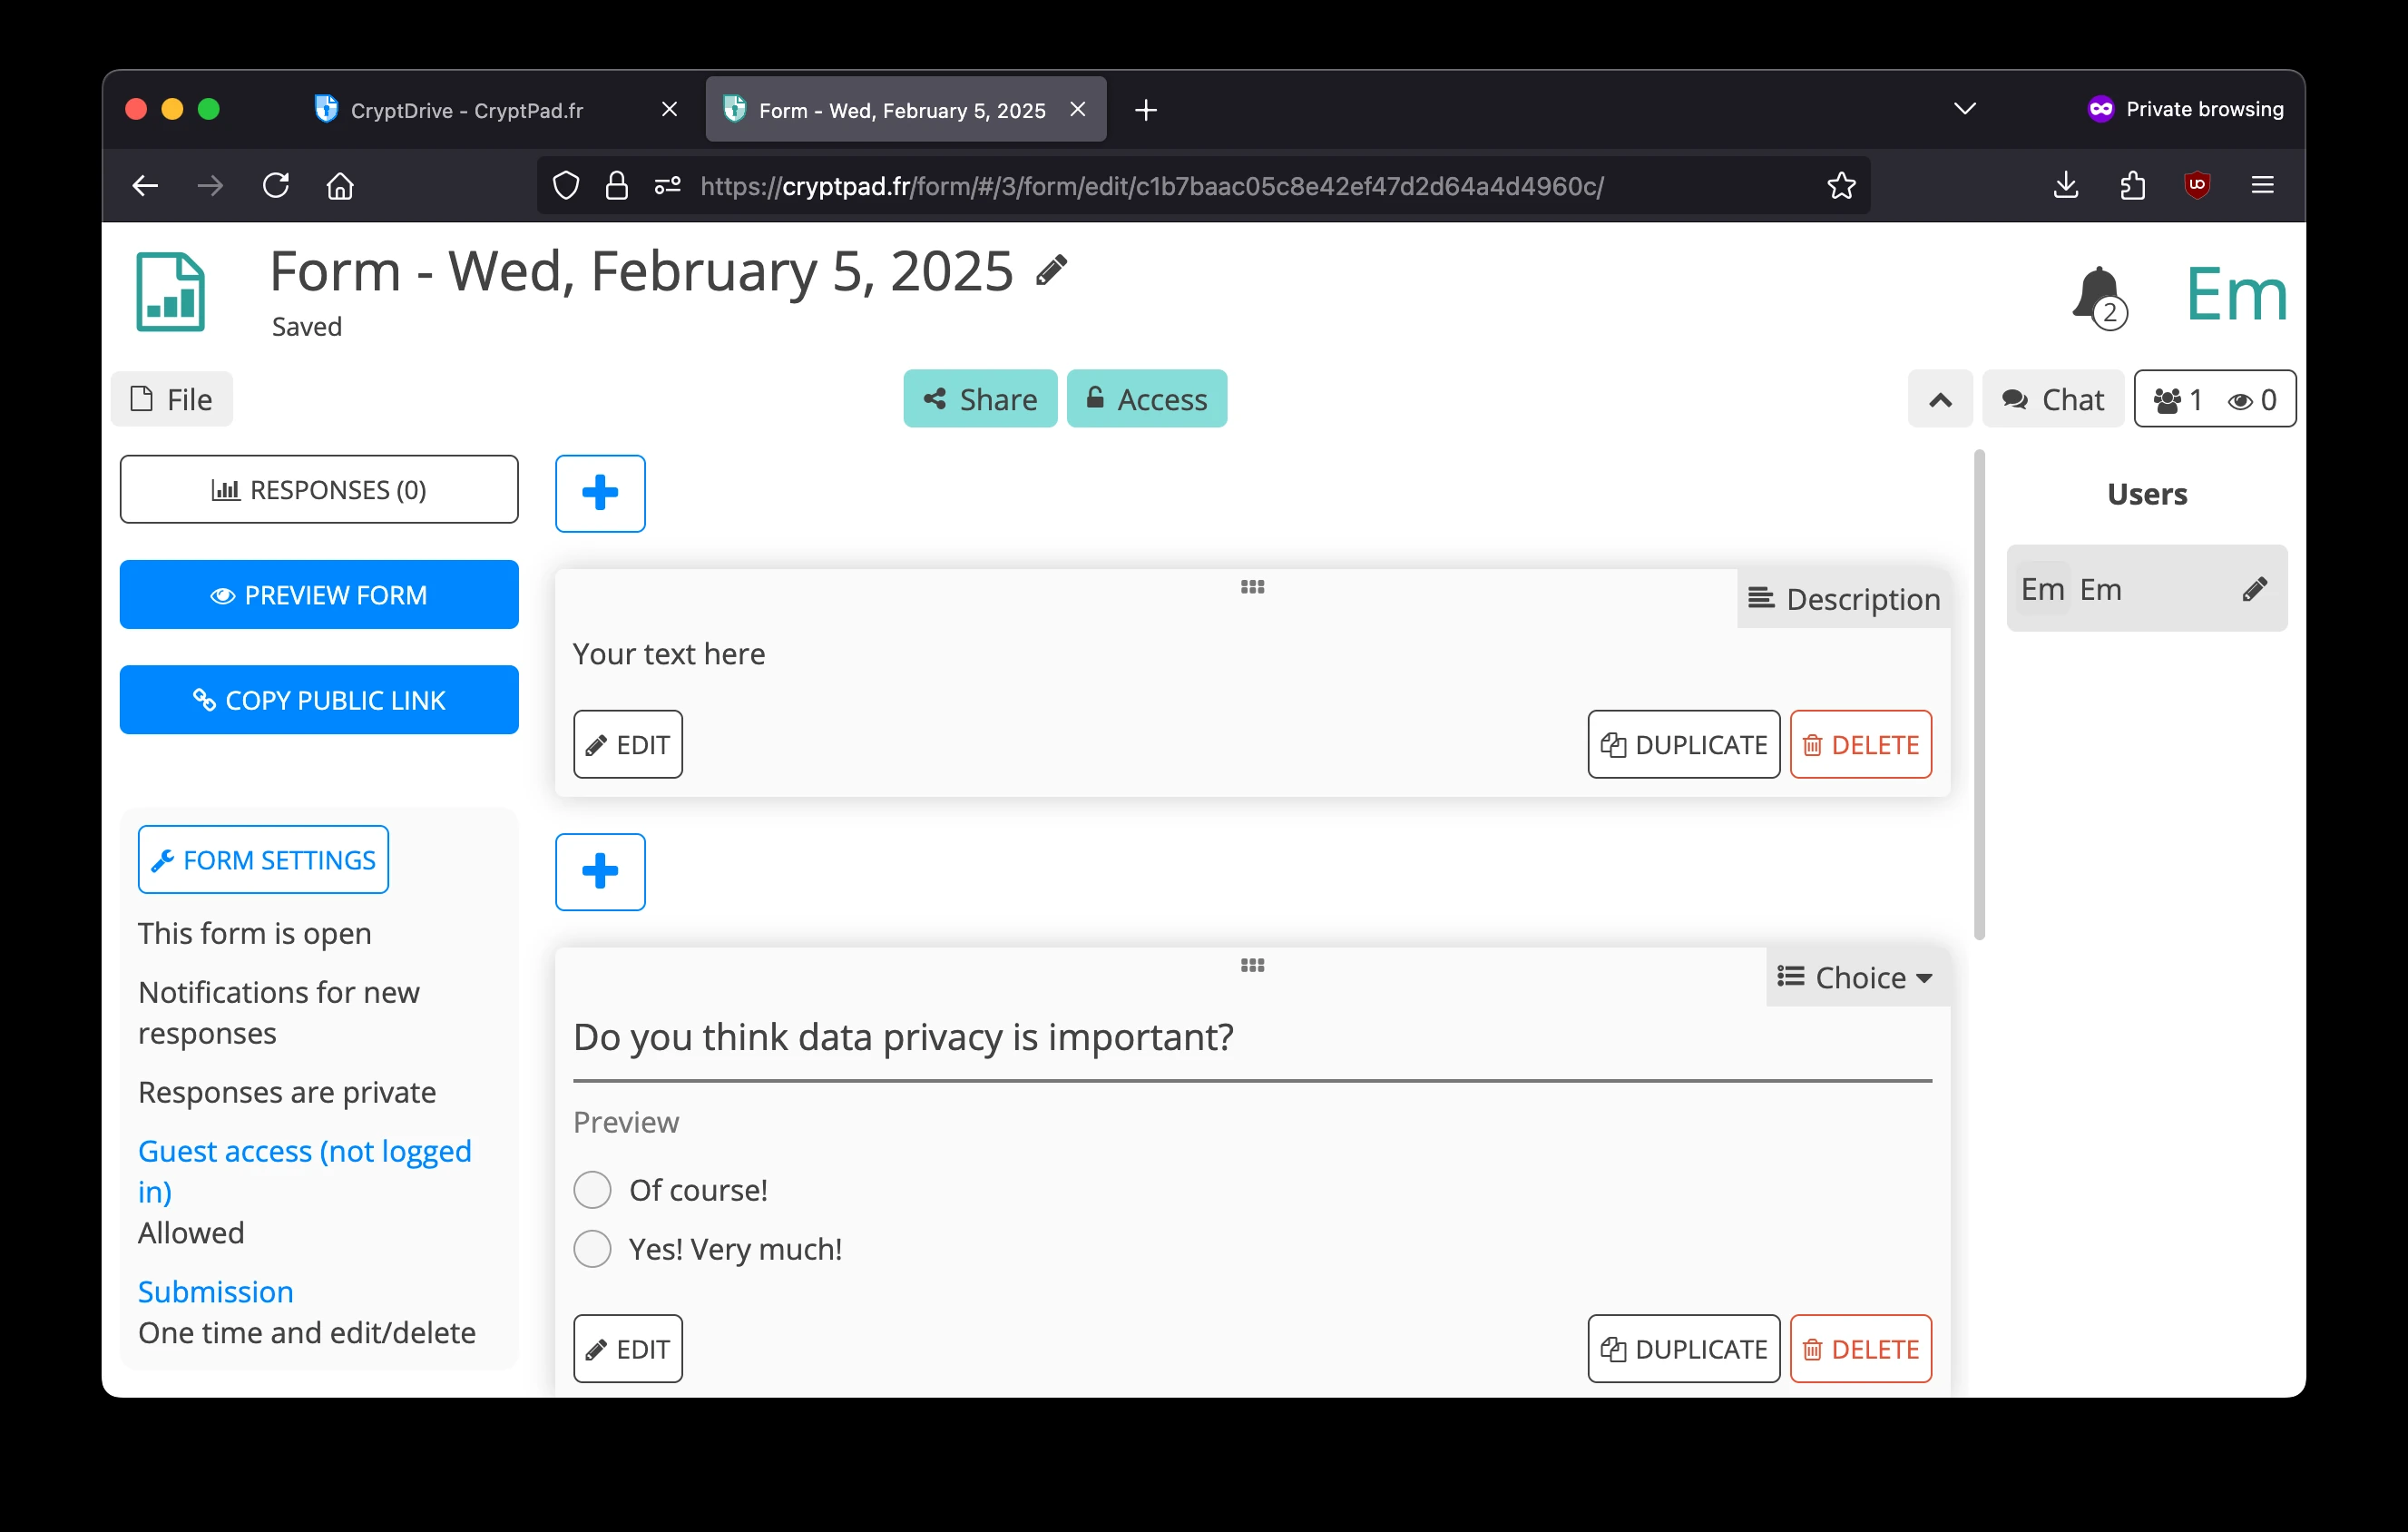 CryptDrive - CryptPad.fr
Form - Wed, February 5, 2025
Private browsing
https://cryptpad.fr/form/#/3/form/edit/c1b7baac05c8e42ef47d2d64a4d4960c/
Form - Wed, February 5, 2025
Saved
2
Em
File
Share
Access
Chat
1 0
RESPONSES (0)
PREVIEW FORM
COPY PUBLIC LINK
FORM SETTINGS
This form is open
Notifications for new
responses
Responses are private
Guest access (not logged
in)
Allowed
Submission
One time and edit/delete
Description
Your text here
EDIT
DUPLICATE
DELETE
Choice
Do you think data privacy is important?
Preview
Of course!
Yes! Very much!
EDIT
DUPLICATE
DELETE
Users
Em Em